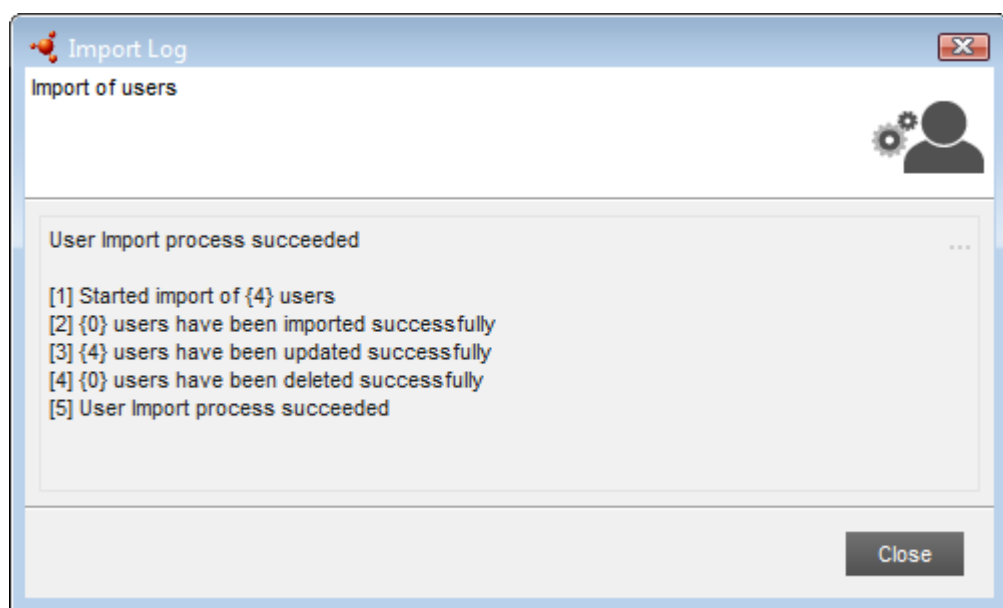 Import Log
Import of users
User Import process succeeded
...
[1] Started import of {4} users
[2] {0} users have been imported successfully
[3] {4} users have been updated successfully
[4] {0} users have been deleted successfully
[5] User Import process succeeded
Close